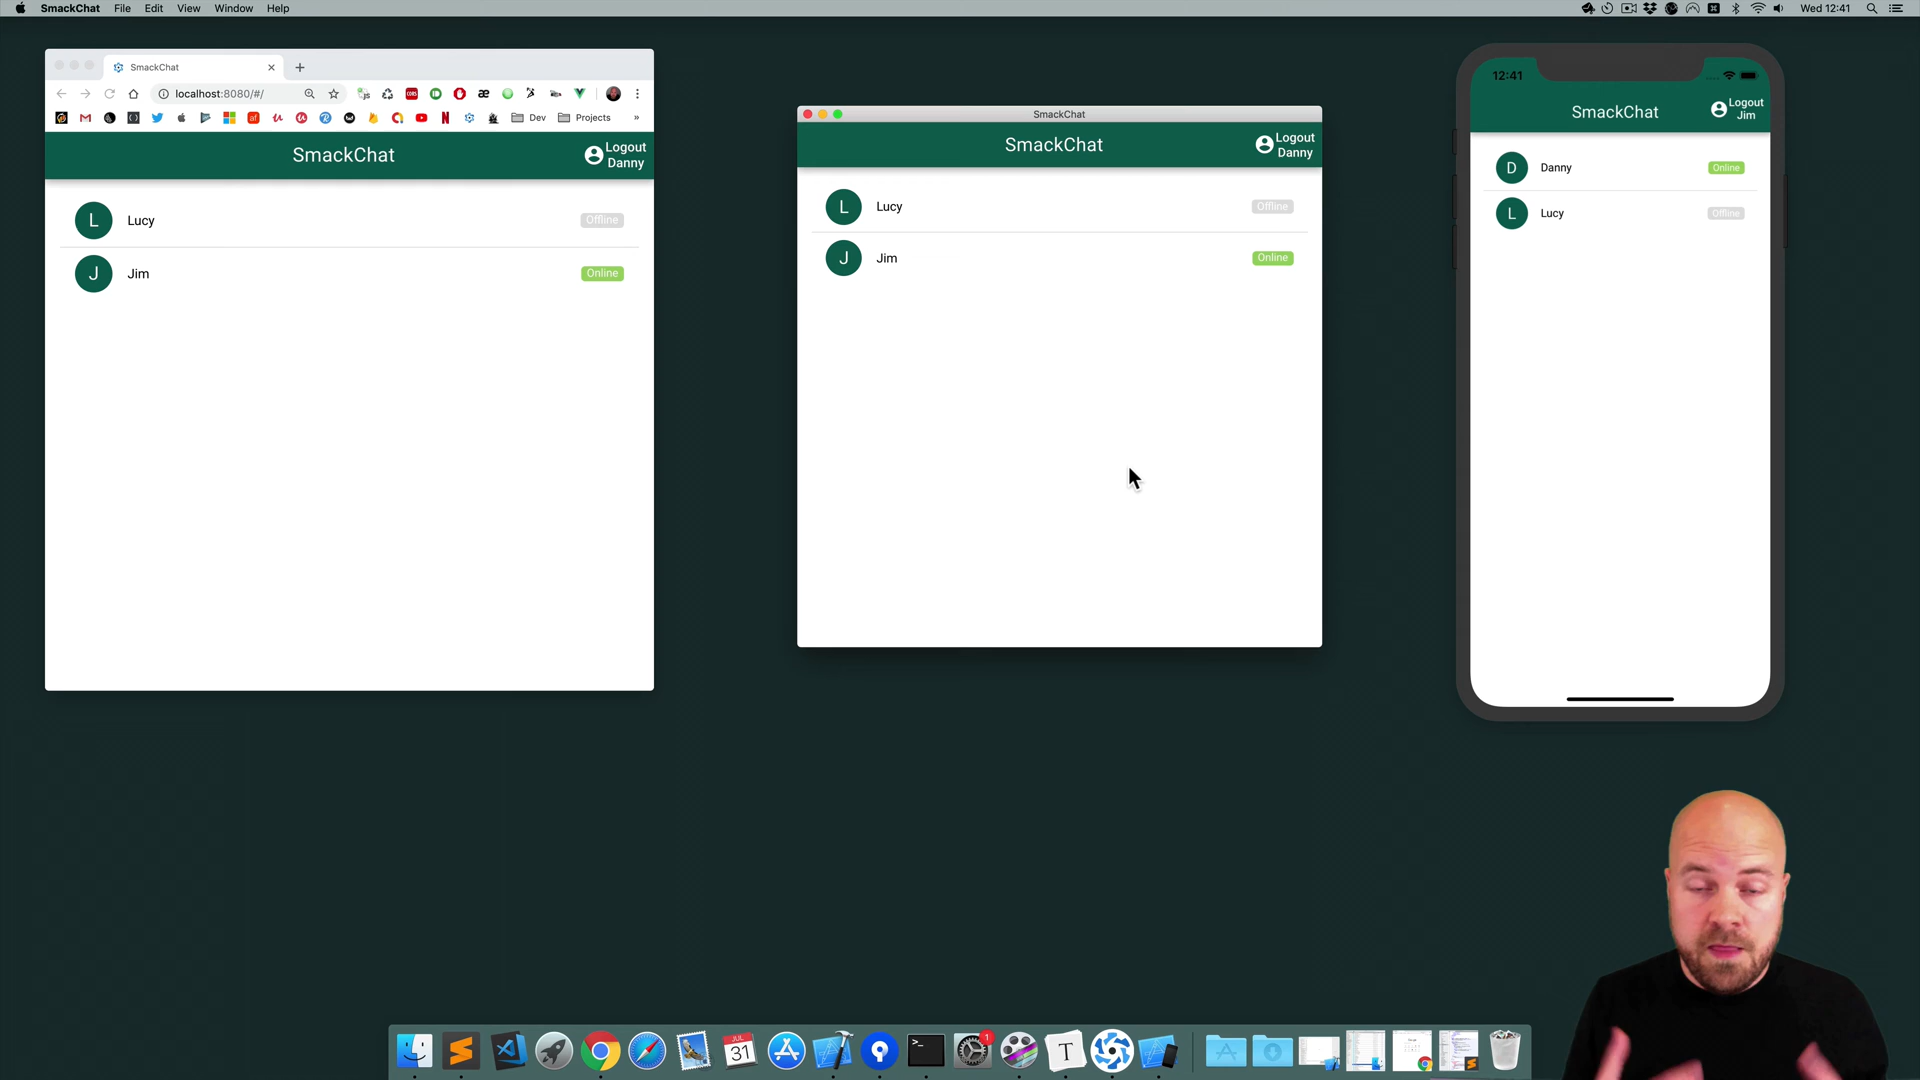 SmackChat File Edit View Window Help
Wed 12:41
SmackChat
localhost:8080/#/
Dev
Projects
»
SmackChat
Logout
Danny
L
Lucy
Offline
J
Jim
Online
SmackChat
SmackChat
Logout
Danny
L
Lucy
Offline
J
Jim
Online
12:41
SmackChat
Logout
Jim
D
Danny
Online
L
Lucy
Offline
JUL
31
1
T